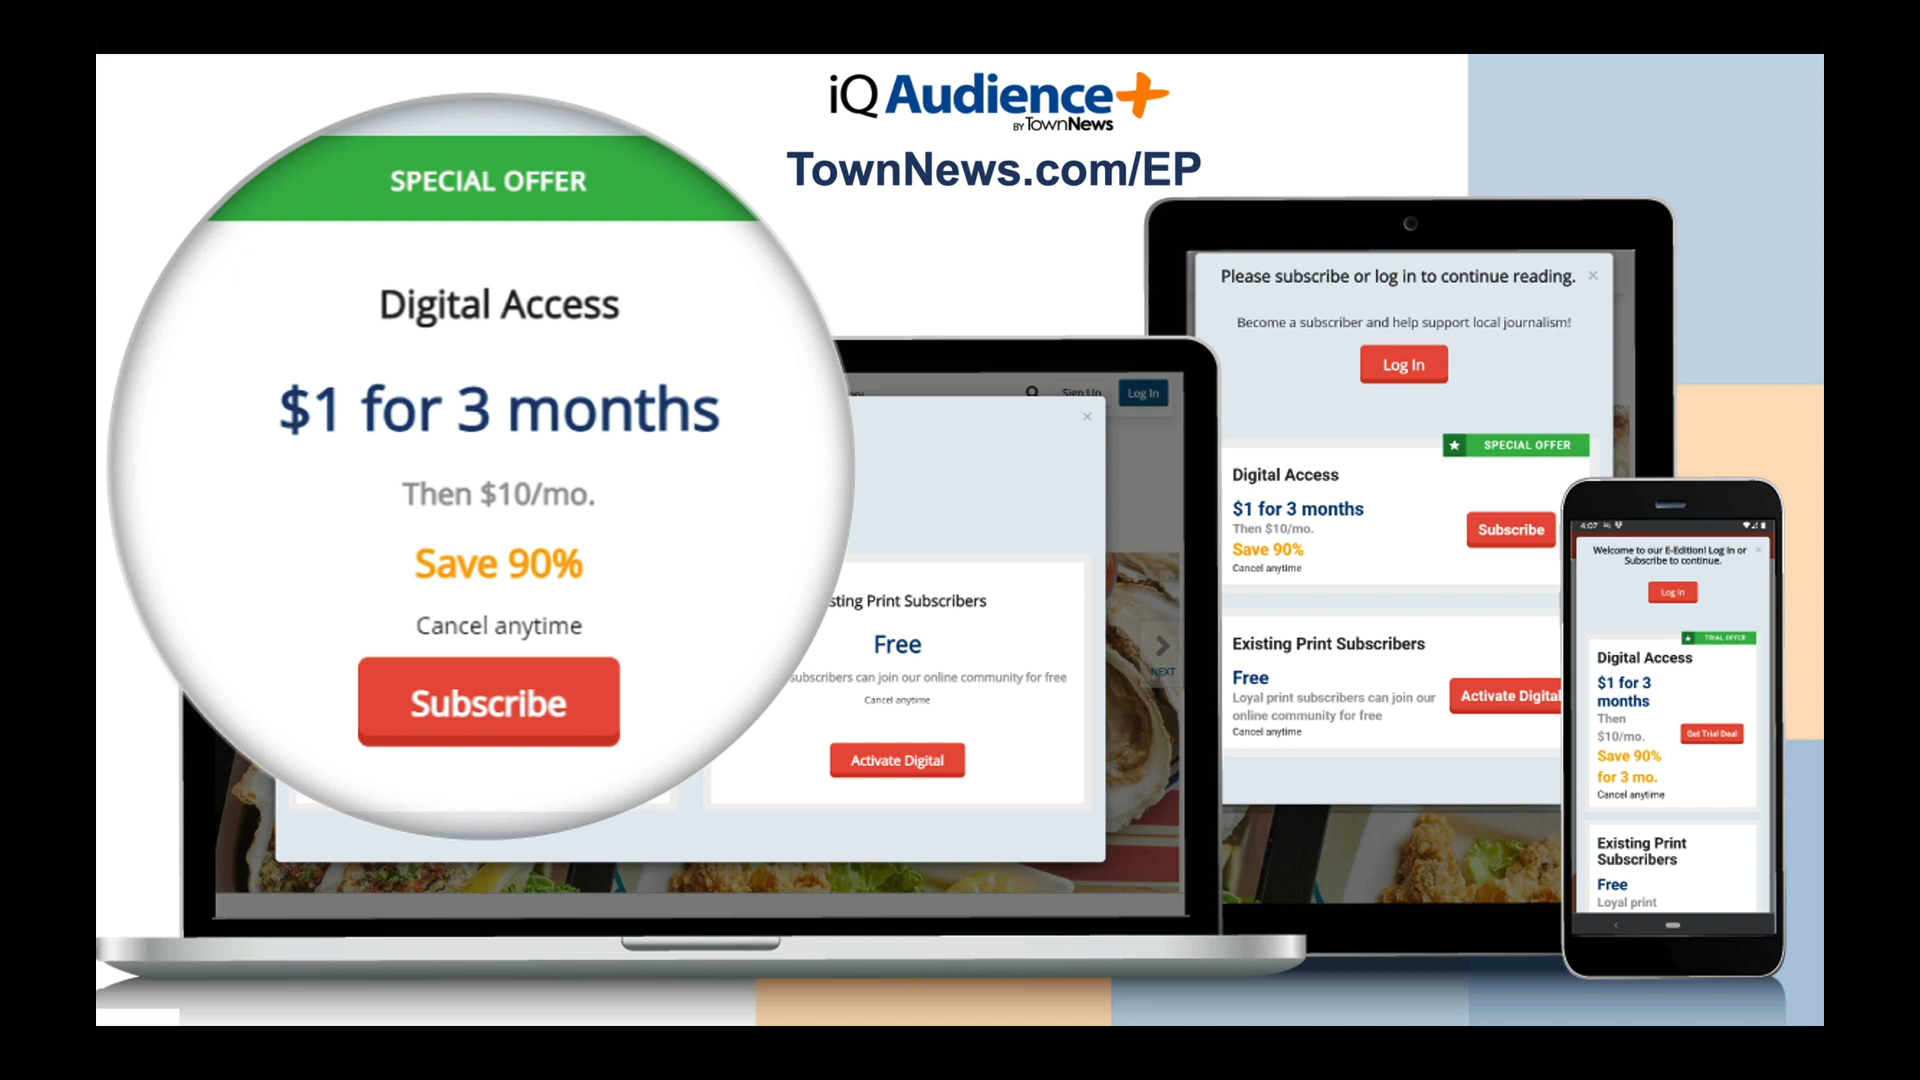 iQ Audience+
BY TownNews
TownNews.com/EP
SPECIAL OFFER
Digital Access
$1 for 3 months
Then $10/mo.
Save 90%
Cancel anytime
Subscribe
Sign Up
Log In
Print Subscribers
Free
subscribers can join our online community for free
Cancel anytime
Activate Digital
NEXT
Please subscribe or log in to continue reading.
Become a subscriber and help support local journalism!
Log In
SPECIAL OFFER
Digital Access
$1 for 3 months
Then $10/mo.
Save 90%
Cancel anytime
Subscribe
Existing Print Subscribers
Free
Loyal print subscribers can join our
online community for free
Cancel anytime
Activate Digital
4:07
Welcome to our E-Edition! Log in or
Subscribe to continue.
Log In
TRIAL OFFER
Digital Access
$1 for 3
months
Then
$10/mo.
Save 90%
for 3 mo.
Cancel anytime
Get Trial Deal
Existing Print
Subscribers
Free
Loyal print